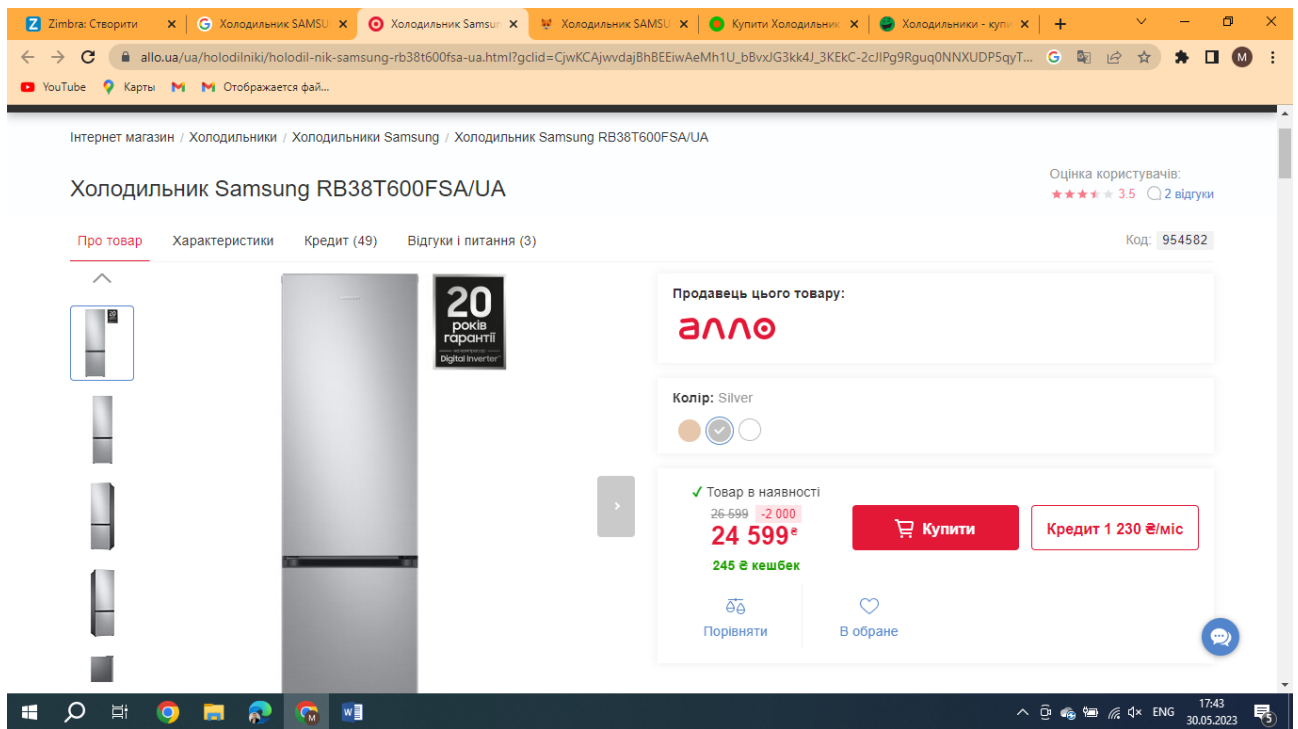 Zimbra: Створити
Холодильник SAMSU
Холодильник Samsun
Холодильник SAMSU
Купити Холодильник
Холодильники - купи
allo.ua/ua/holodilniki/holodil-nik-samsung-rb38t600fsa-ua.html?gclid=CjwKCAjwvdajBhBEEiwAeMh1U_bBvxJG3kk4J_3KEkC-2cJIPg9Rguq0NNXUDP5qyT...
M
YouTube Карты Отображается фай...
Інтернет магазин / Холодильники / Холодильники Samsung / Холодильник Samsung RB38T600FSA/UA
Холодильник Samsung RB38T600FSA/UA
Оцінка користувачів:
3.5 2 відгуки
Про товар Характеристики Кредит (49) Відгуки і питання (3)
Код: 954582
20
років
гарантії
Digital Inverter
Продавець цього товару:
алло
Колір: Silver
Товар в наявності
26 599 -2 000
24 599₴
245 ₴ кешбек
Купити
Кредит 1 230 ₴/міс
Порівняти
В обране
ENG
17:43
30.05.2023
5